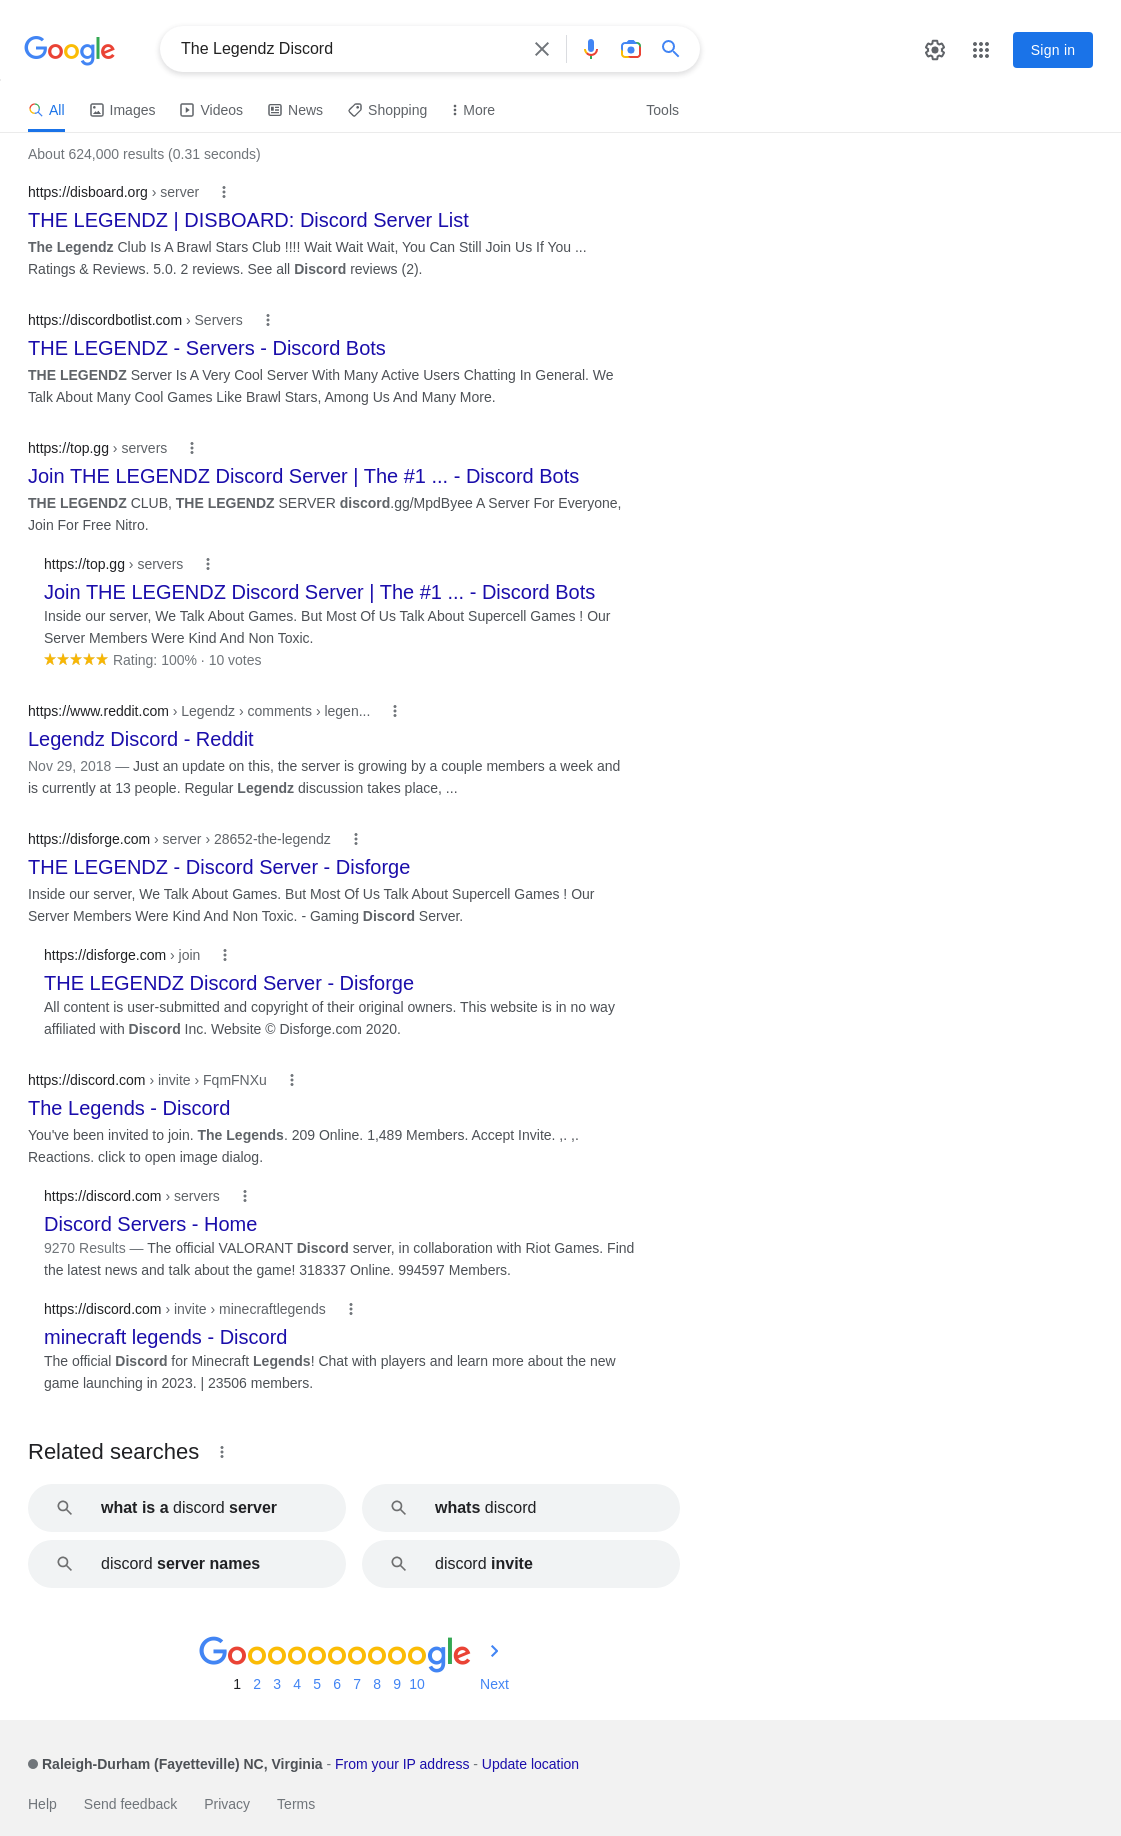 Google
The Legendz Discord
Sign in
All
Images
Videos
News
Shopping
More
Tools
About 624,000 results (0.31 seconds)
https://disboard.org › server
THE LEGENDZ | DISBOARD: Discord Server List
The Legendz Club Is A Brawl Stars Club !!!! Wait Wait Wait, You Can Still Join Us If You ...
Ratings & Reviews. 5.0. 2 reviews. See all Discord reviews (2).
https://discordbotlist.com › Servers
THE LEGENDZ - Servers - Discord Bots
THE LEGENDZ Server Is A Very Cool Server With Many Active Users Chatting In General. We
Talk About Many Cool Games Like Brawl Stars, Among Us And Many More.
https://top.gg › servers
Join THE LEGENDZ Discord Server | The #1 ... - Discord Bots
THE LEGENDZ CLUB, THE LEGENDZ SERVER discord.gg/MpdByee A Server For Everyone,
Join For Free Nitro.
https://top.gg › servers
Join THE LEGENDZ Discord Server | The #1 ... - Discord Bots
Inside our server, We Talk About Games. But Most Of Us Talk About Supercell Games ! Our
Server Members Were Kind And Non Toxic.
Rating: 100% · 10 votes
https://www.reddit.com › Legendz › comments › legen...
Legendz Discord - Reddit
Nov 29, 2018 — Just an update on this, the server is growing by a couple members a week and
is currently at 13 people. Regular Legendz discussion takes place, ...
https://disforge.com › server › 28652-the-legendz
THE LEGENDZ - Discord Server - Disforge
Inside our server, We Talk About Games. But Most Of Us Talk About Supercell Games ! Our
Server Members Were Kind And Non Toxic. - Gaming Discord Server.
https://disforge.com › join
THE LEGENDZ Discord Server - Disforge
All content is user-submitted and copyright of their original owners. This website is in no way
affiliated with Discord Inc. Website © Disforge.com 2020.
https://discord.com › invite › FqmFNXu
The Legends - Discord
You've been invited to join. The Legends. 209 Online. 1,489 Members. Accept Invite. ,. ,.
Reactions. click to open image dialog.
https://discord.com › servers
Discord Servers - Home
9270 Results — The official VALORANT Discord server, in collaboration with Riot Games. Find
the latest news and talk about the game! 318337 Online. 994597 Members.
https://discord.com › invite › minecraftlegends
minecraft legends - Discord
The official Discord for Minecraft Legends! Chat with players and learn more about the new
game launching in 2023. | 23506 members.
Related searches
what is a discord server
whats discord
discord server names
discord invite
Goooooooooogle
1 2 3 4 5 6 7 8 9 10 Next
Raleigh-Durham (Fayetteville) NC, Virginia - From your IP address - Update location
Help Send feedback Privacy Terms